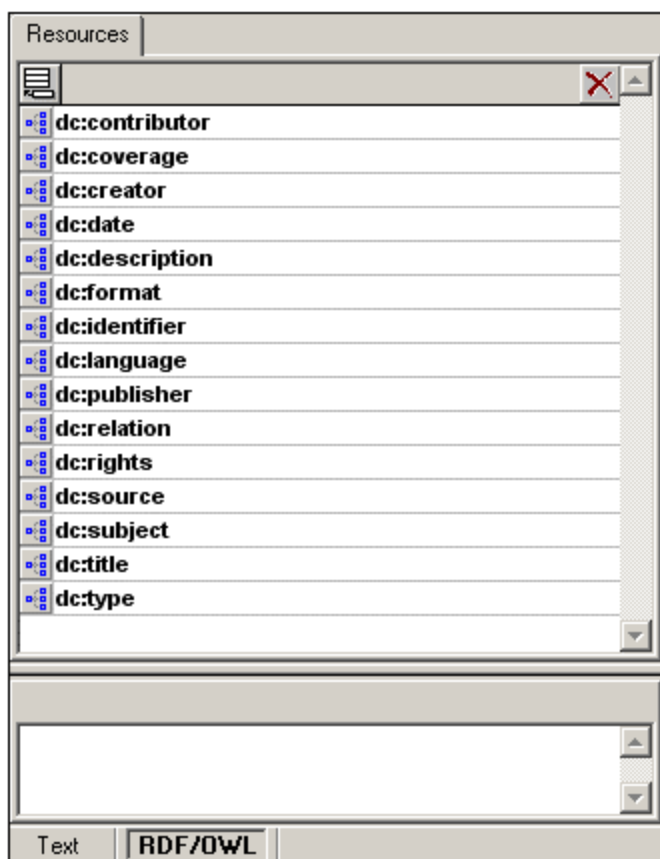 Resources
dc:contributor
dc:coverage
dc:creator
dc:date
dc:description
dc:format
dc:identifier
dc:language
dc:publisher
dc:relation
dc:rights
dc:source
dc:subject
dc:title
dc:type
Text RDF/OWL